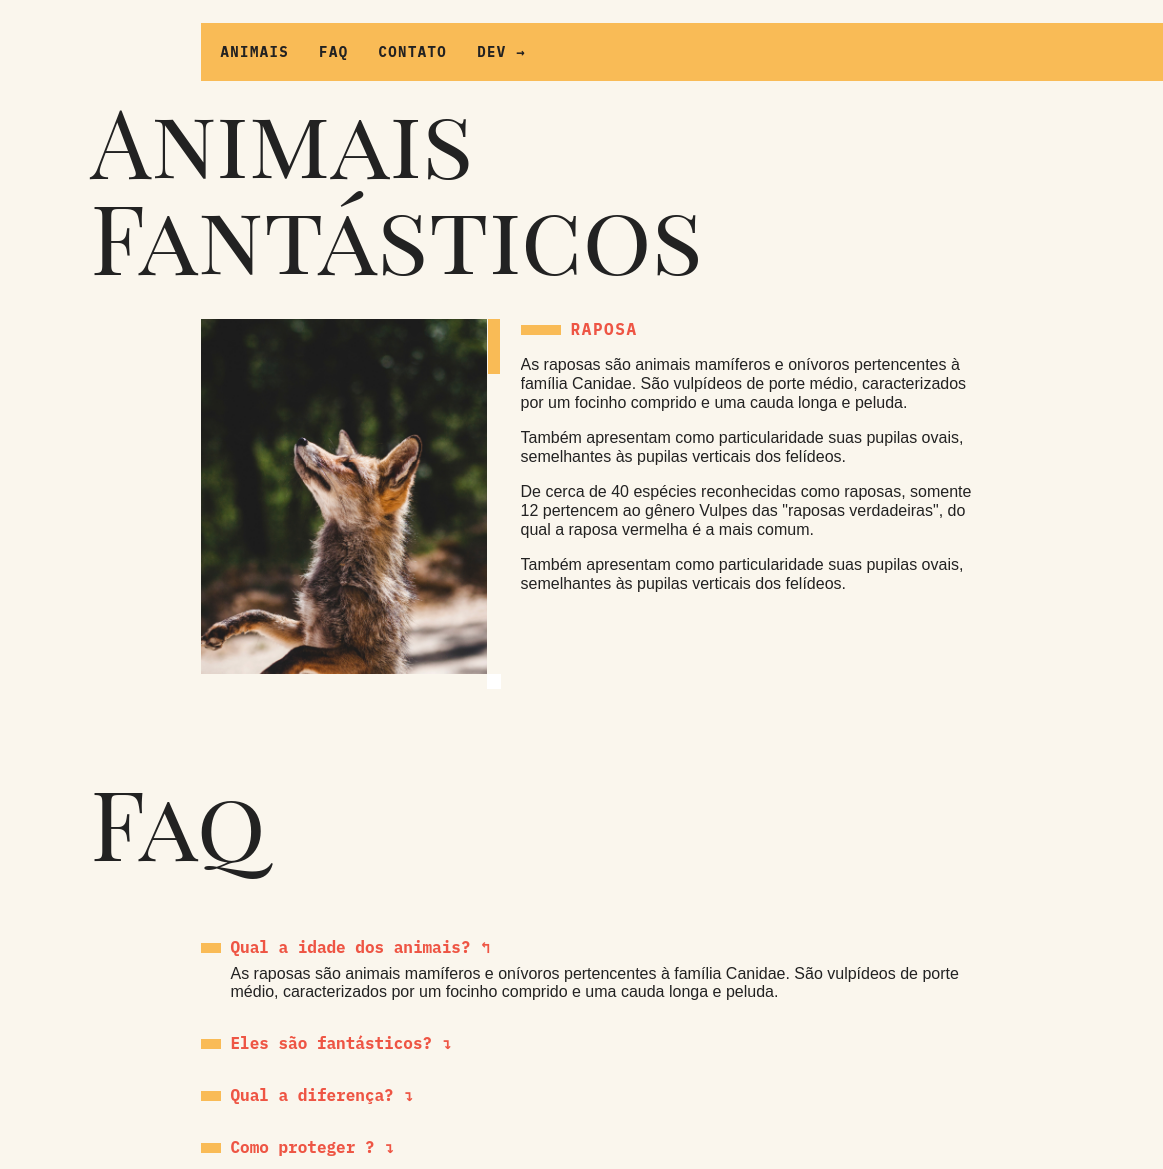 ANIMAIS FAQ CONTATO DEV →
Animais
Fantásticos
RAPOSA
As raposas são animais mamíferos e onívoros pertencentes à
família Canidae. São vulpídeos de porte médio, caracterizados
por um focinho comprido e uma cauda longa e peluda.
Também apresentam como particularidade suas pupilas ovais,
semelhantes às pupilas verticais dos felídeos.
De cerca de 40 espécies reconhecidas como raposas, somente
12 pertencem ao gênero Vulpes das "raposas verdadeiras", do
qual a raposa vermelha é a mais comum.
Também apresentam como particularidade suas pupilas ovais,
semelhantes às pupilas verticais dos felídeos.
Faq
Qual a idade dos animais? ↰
As raposas são animais mamíferos e onívoros pertencentes à família Canidae. São vulpídeos de porte
médio, caracterizados por um focinho comprido e uma cauda longa e peluda.
Eles são fantásticos? ↴
Qual a diferença? ↴
Como proteger ? ↴